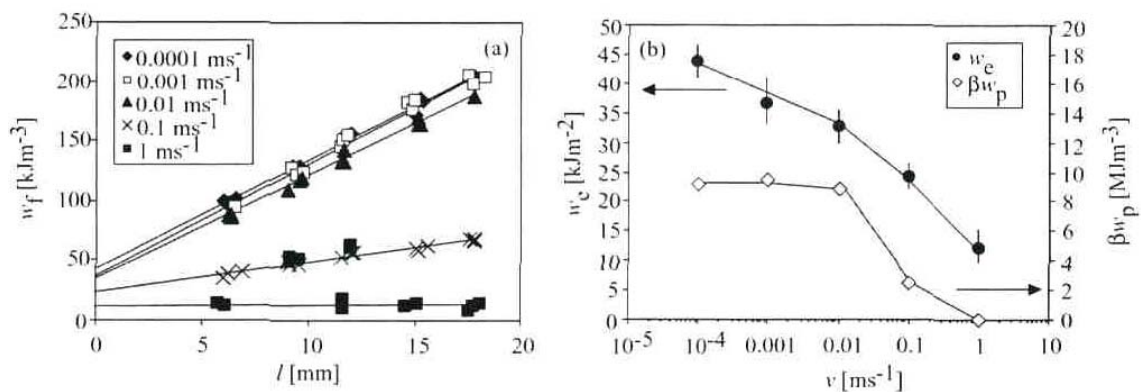 250
200
150
100
50
0
w_f [kJm⁻³]
(a)
0.0001 ms⁻¹
0.001 ms⁻¹
0.01 ms⁻¹
0.1 ms⁻¹
1 ms⁻¹
0 5 10 15 20
l [mm]
50
45
40
35
30
25
20
15
10
5
0
w_e [kJm⁻²]
(b)
w_e
βw_p
20
18
16
14
12
10
8
6
4
2
0
βw_p [MJm⁻³]
10⁻⁵ 10⁻⁴ 0.001 0.01 0.1 1 10
v [ms⁻¹]